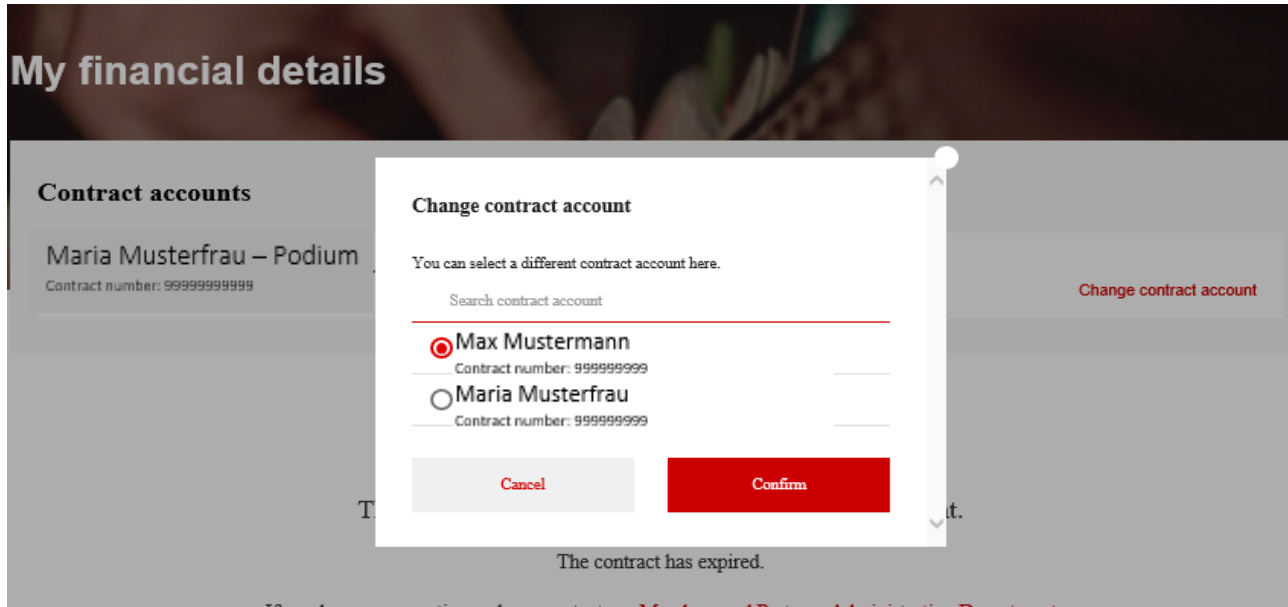 My financial details
Contract accounts
Maria Musterfrau – Podium
Contract number: 99999999999
Change contract account
Change contract account
You can select a different contract account here.
Search contract account
Max Mustermann
Contract number: 999999999
Maria Musterfrau
Contract number: 999999999
Cancel
Confirm
The contract has expired.